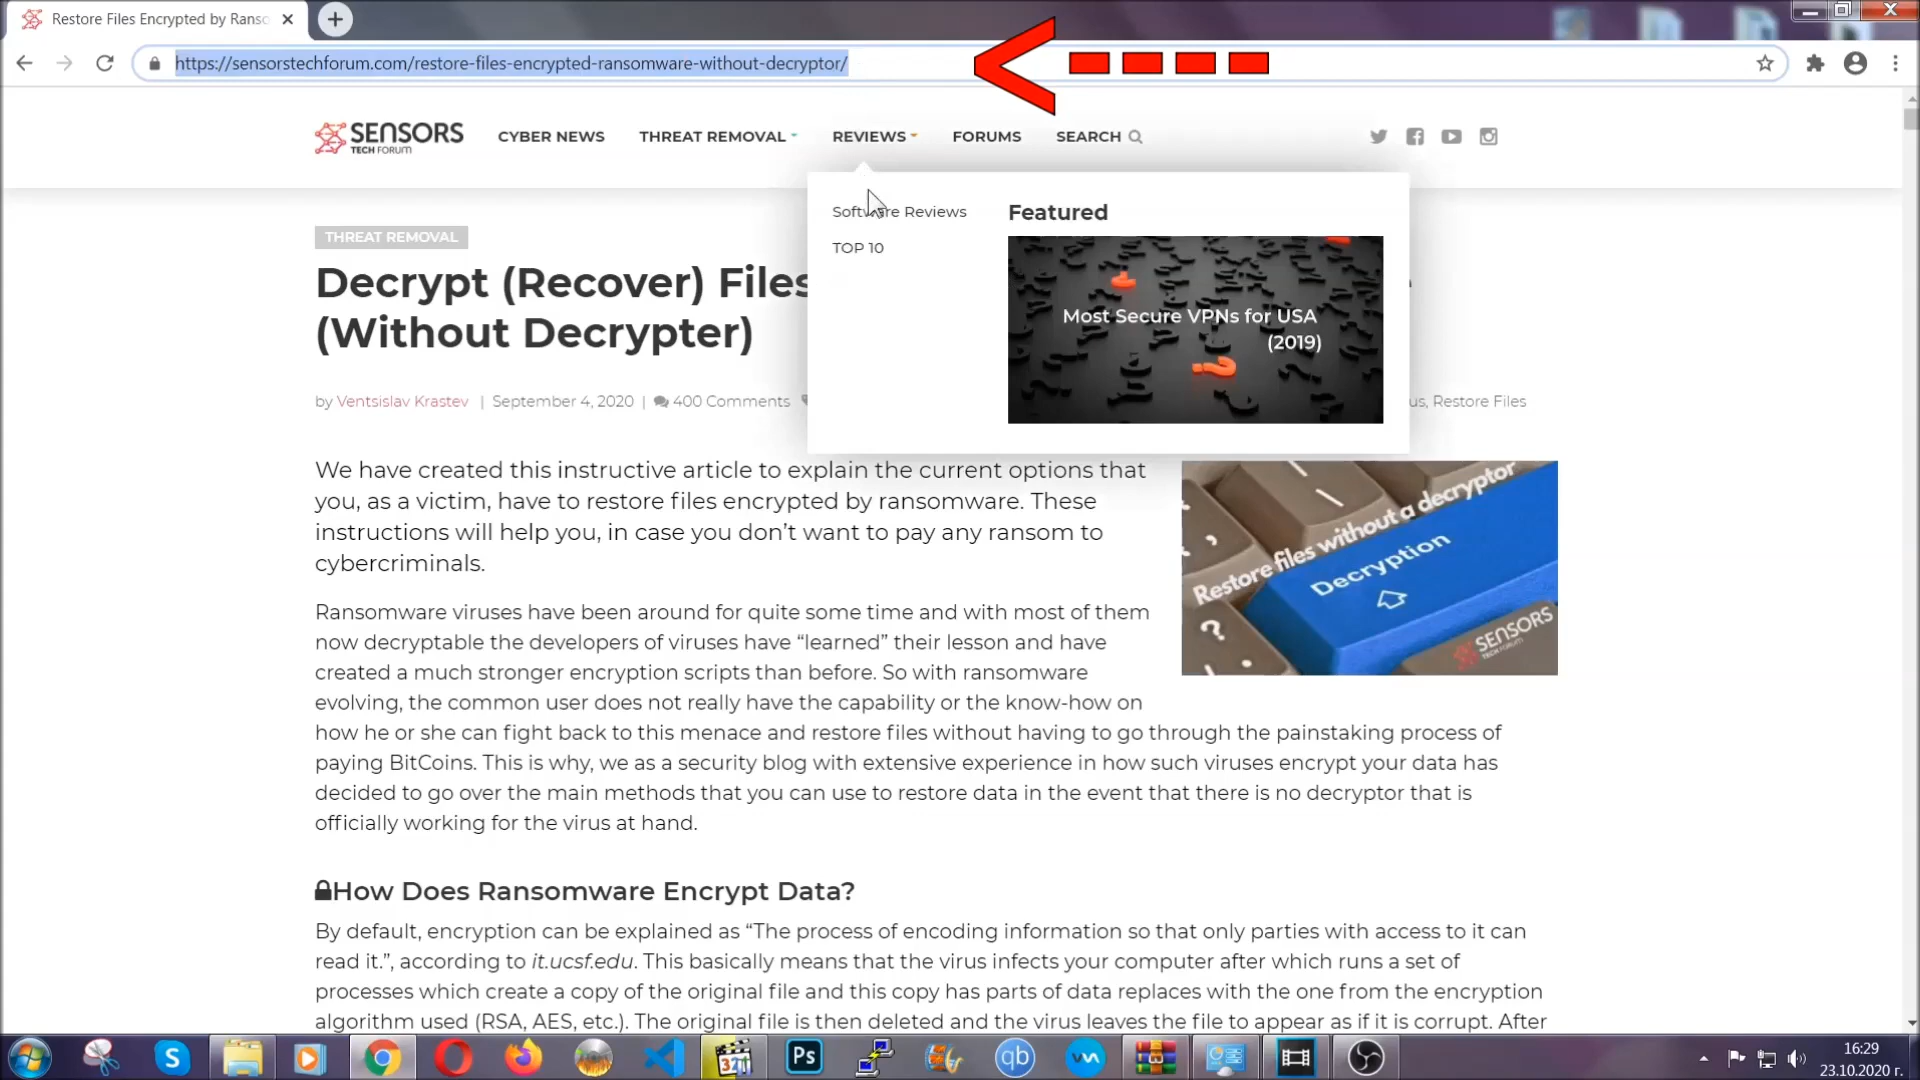 Restore Files Encrypted by Ranso
https://sensorstechforum.com/restore-files-encrypted-ransomware-without-decryptor/
SENSORS
TECH FORUM
CYBER NEWS
THREAT REMOVAL
REVIEWS
FORUMS
SEARCH
Software Reviews
TOP 10
Featured
Most Secure VPNs for USA
(2019)
THREAT REMOVAL
Decrypt (Recover) Files
(Without Decrypter)
by Ventsislav Krastev | September 4, 2020 | 400 Comments
us, Restore Files
We have created this instructive article to explain the current options that
you, as a victim, have to restore files encrypted by ransomware. These
instructions will help you, in case you don’t want to pay any ransom to
cybercriminals.
Restore files without a decryptor
Decryption
SENSORS
TECH FORUM
Ransomware viruses have been around for quite some time and with most of them
now decryptable the developers of viruses have “learned” their lesson and have
created a much stronger encryption scripts than before. So with ransomware
evolving, the common user does not really have the capability or the know-how on
how he or she can fight back to this menace and restore files without having to go through the painstaking process of
paying BitCoins. This is why, we as a security blog with extensive experience in how such viruses encrypt your data has
decided to go over the main methods that you can use to restore data in the event that there is no decryptor that is
officially working for the virus at hand.
How Does Ransomware Encrypt Data?
By default, encryption can be explained as “The process of encoding information so that only parties with access to it can
read it.”, according to it.ucsf.edu. This basically means that the virus infects your computer after which runs a set of
processes which create a copy of the original file and this copy has parts of data replaces with the one from the encryption
algorithm used (RSA, AES, etc.). The original file is then deleted and the virus leaves the file to appear as if it is corrupt. After
S
321
Ps
qb
16:29
23.10.2020 г.